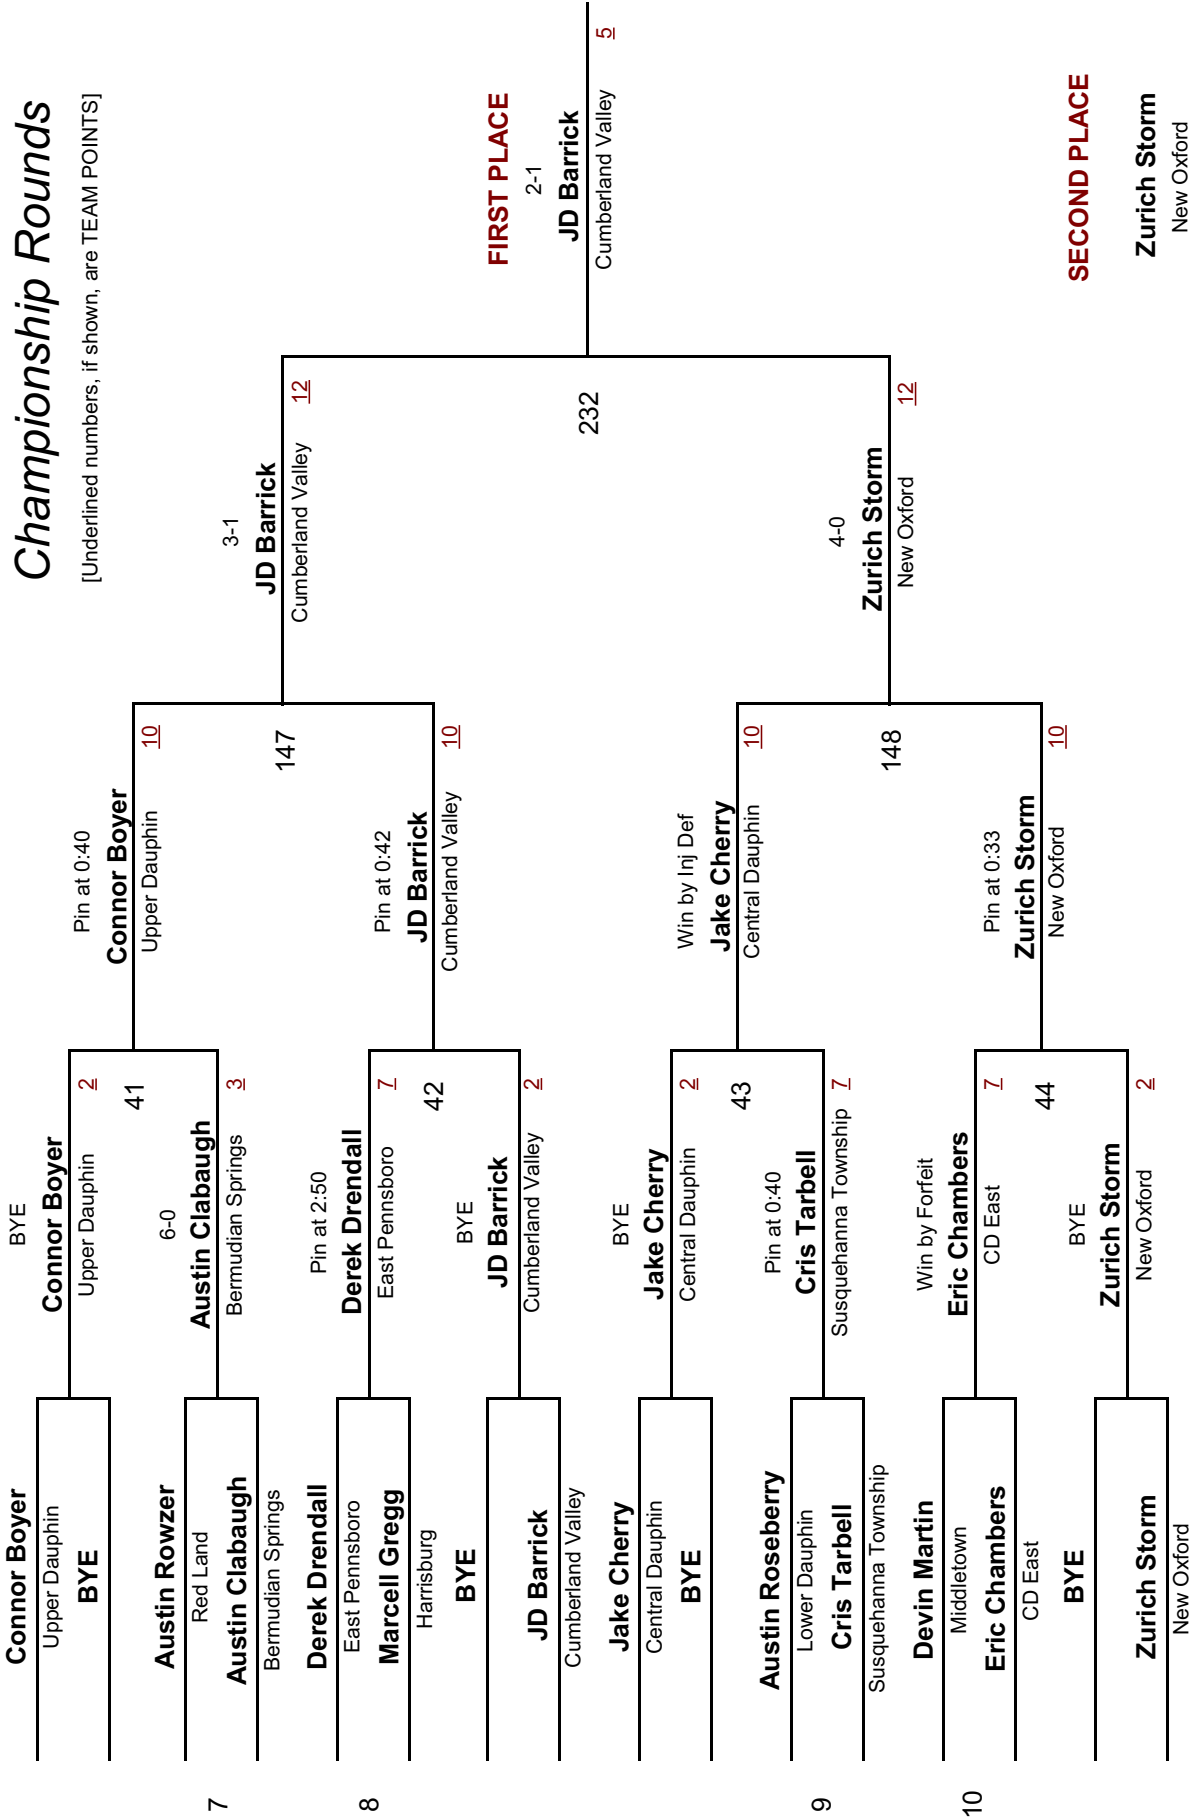 Championship Rounds
[Underlined numbers, if shown, are TEAM POINTS]
Connor Boyer
Upper Dauphin
BYE
7
Austin Rowzer
Red Land
Austin Clabaugh
Bermudian Springs
8
Derek Drendall
East Pennsboro
Marcell Gregg
Harrisburg
BYE
JD Barrick
Cumberland Valley
Jake Cherry
Central Dauphin
BYE
9
Austin Roseberry
Lower Dauphin
Cris Tarbell
Susquehanna Township
10
Devin Martin
Middletown
Eric Chambers
CD East
BYE
Zurich Storm
New Oxford
BYE
Connor Boyer
Upper Dauphin
2
41
6-0
Austin Clabaugh
Bermudian Springs
3
Pin at 2:50
Derek Drendall
East Pennsboro
7
42
BYE
JD Barrick
Cumberland Valley
2
BYE
Jake Cherry
Central Dauphin
2
43
Pin at 0:40
Cris Tarbell
Susquehanna Township
7
Win by Forfeit
Eric Chambers
CD East
7
44
BYE
Zurich Storm
New Oxford
2
Pin at 0:40
Connor Boyer
Upper Dauphin
10
147
Pin at 0:42
JD Barrick
Cumberland Valley
10
Win by Inj Def
Jake Cherry
Central Dauphin
10
148
Pin at 0:33
Zurich Storm
New Oxford
10
3-1
JD Barrick
Cumberland Valley
12
232
4-0
Zurich Storm
New Oxford
12
FIRST PLACE
2-1
JD Barrick
Cumberland Valley
5
SECOND PLACE
Zurich Storm
New Oxford